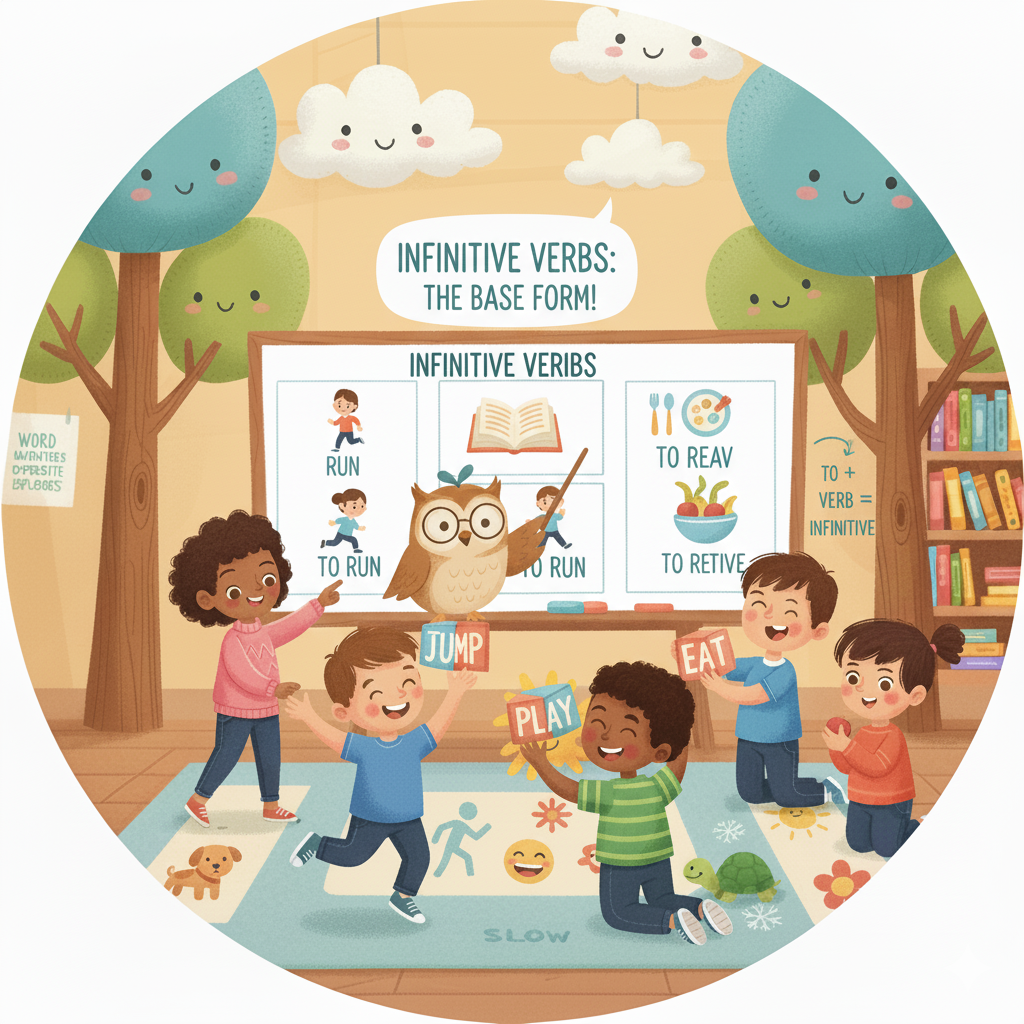 INFINITIVE VERBS:
THE BASE FORM!
INFINITIVE VERIBS
RUN
TO REAV
TO RUN
TO RUN
TO RETIVE
WORD
TO +
VERB =
INFINITIVE
JUMP
EAT
PLAY
SLOW